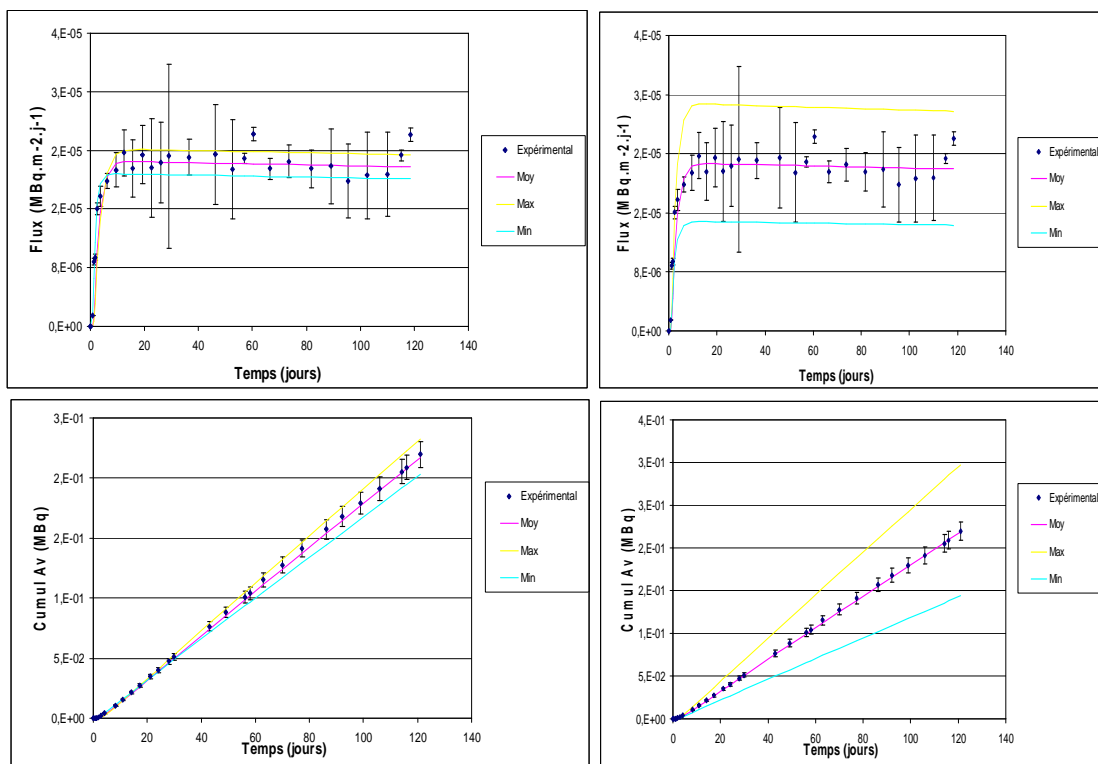 4,E-05
3,E-05
2,E-05
2,E-05
8,E-06
0,E+00
Flux (MBq.m-2.j-1)
0 20 40 60 80 100 120 140
Temps (jours)
Expérimental
Moy
Max
Min
4,E-05
3,E-05
2,E-05
2,E-05
8,E-06
0,E+00
Flux (MBq.m-2.j-1)
0 20 40 60 80 100 120 140
Temps (jours)
Expérimental
Moy
Max
Min
3,E-01
2,E-01
2,E-01
1,E-01
5,E-02
0,E+00
Cumul Av (MBq)
0 20 40 60 80 100 120 140
Temps (jours)
Expérimental
Moy
Max
Min
4,E-01
3,E-01
3,E-01
2,E-01
2,E-01
1,E-01
5,E-02
0,E+00
Cumul Av (MBq)
0 20 40 60 80 100 120 140
Temps (jours)
Expérimental
Moy
Max
Min